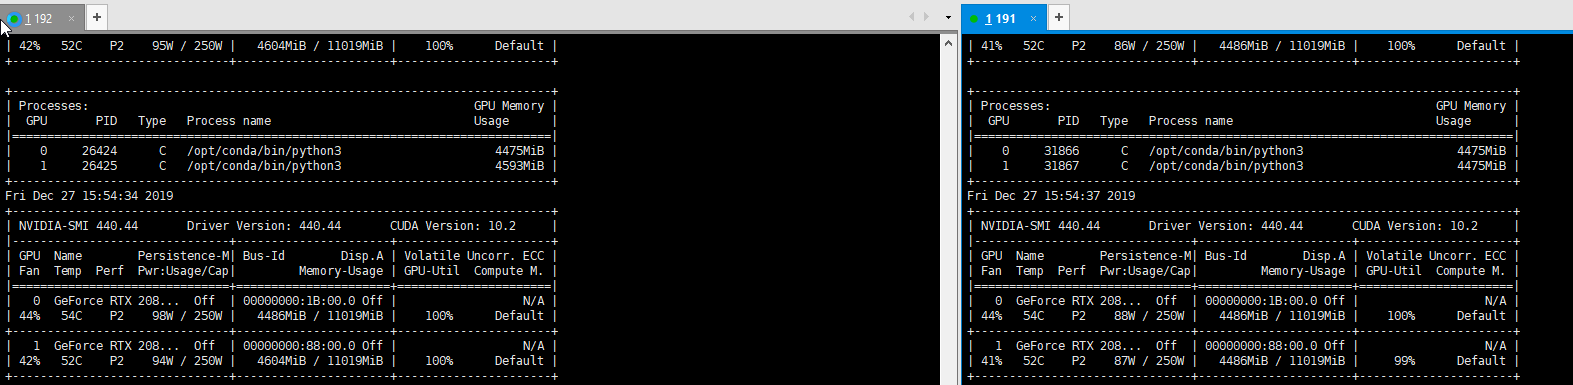 1 192 × +
| 42%   52C    P2    95W / 250W |   4604MiB / 11019MiB |    100%      Default |
+-------------------------------+----------------------+----------------------+
+-----------------------------------------------------------------------------+
| Processes:                                                       GPU Memory |
|  GPU       PID   Type   Process name                             Usage      |
|=============================================================================|
|    0     26424      C   /opt/conda/bin/python3                      4475MiB |
|    1     26425      C   /opt/conda/bin/python3                      4593MiB |
+-----------------------------------------------------------------------------+
Fri Dec 27 15:54:34 2019
+-----------------------------------------------------------------------------+
| NVIDIA-SMI 440.44       Driver Version: 440.44       CUDA Version: 10.2     |
|-------------------------------+----------------------+----------------------+
| GPU  Name        Persistence-M| Bus-Id        Disp.A | Volatile Uncorr. ECC |
| Fan  Temp  Perf  Pwr:Usage/Cap|         Memory-Usage | GPU-Util  Compute M. |
|===============================+======================+======================|
|   0  GeForce RTX 208...  Off  | 00000000:1B:00.0 Off |                  N/A |
| 44%   54C    P2    98W / 250W |   4486MiB / 11019MiB |    100%      Default |
+-------------------------------+----------------------+----------------------+
|   1  GeForce RTX 208...  Off  | 00000000:88:00.0 Off |                  N/A |
| 42%   52C    P2    94W / 250W |   4604MiB / 11019MiB |    100%      Default |
+-------------------------------+----------------------+----------------------+
1 191 × +
| 41%   52C    P2    86W / 250W |   4486MiB / 11019MiB |    100%      Default |
+-------------------------------+----------------------+----------------------+
+-----------------------------------------------------------------------------+
| Processes:                                                       GPU Memory |
|  GPU       PID   Type   Process name                             Usage      |
|=============================================================================|
|    0     31866      C   /opt/conda/bin/python3                      4475MiB |
|    1     31867      C   /opt/conda/bin/python3                      4475MiB |
+-----------------------------------------------------------------------------+
Fri Dec 27 15:54:37 2019
+-----------------------------------------------------------------------------+
| NVIDIA-SMI 440.44       Driver Version: 440.44       CUDA Version: 10.2     |
|-------------------------------+----------------------+----------------------+
| GPU  Name        Persistence-M| Bus-Id        Disp.A | Volatile Uncorr. ECC |
| Fan  Temp  Perf  Pwr:Usage/Cap|         Memory-Usage | GPU-Util  Compute M. |
|===============================+======================+======================|
|   0  GeForce RTX 208...  Off  | 00000000:1B:00.0 Off |                  N/A |
| 44%   54C    P2    88W / 250W |   4486MiB / 11019MiB |    100%      Default |
+-------------------------------+----------------------+----------------------+
|   1  GeForce RTX 208...  Off  | 00000000:88:00.0 Off |                  N/A |
| 41%   52C    P2    87W / 250W |   4486MiB / 11019MiB |     99%      Default |
+-------------------------------+----------------------+----------------------+